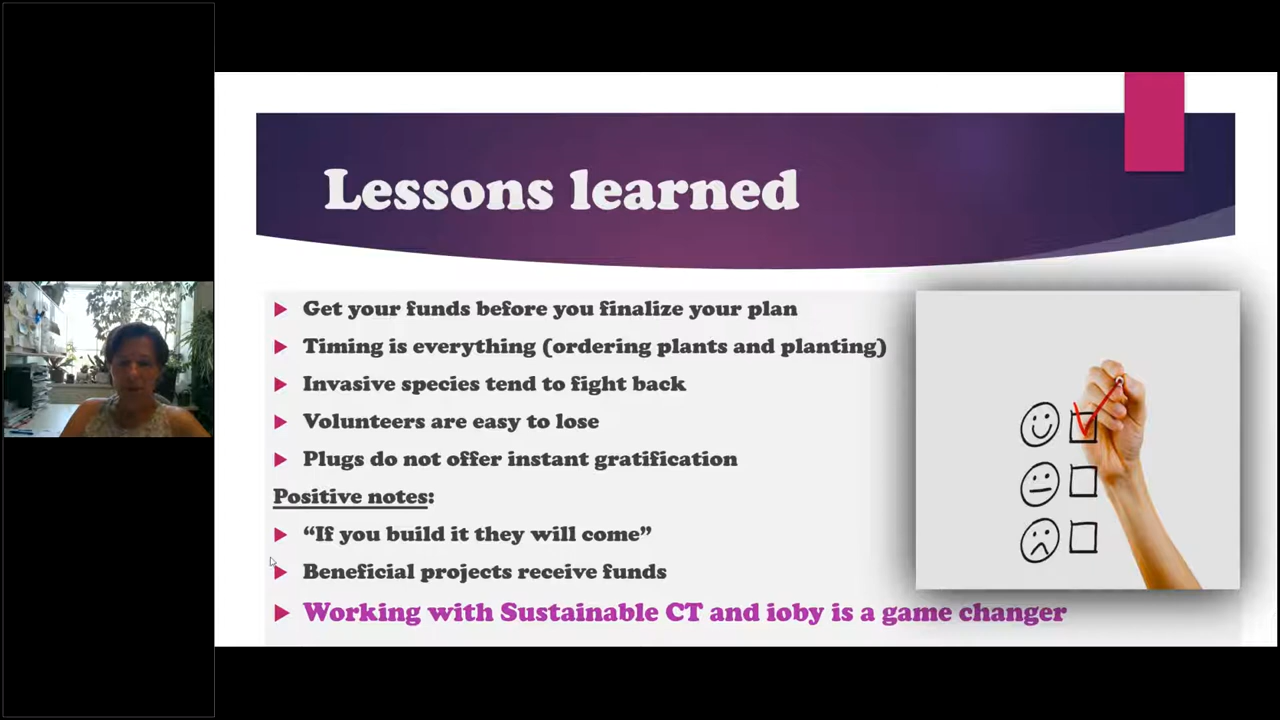 Lessons learned
Get your funds before you finalize your plan
Timing is everything (ordering plants and planting)
Invasive species tend to fight back
Volunteers are easy to lose
Plugs do not offer instant gratification
Positive notes:
“If you build it they will come”
Beneficial projects receive funds
Working with Sustainable CT and ioby is a game changer